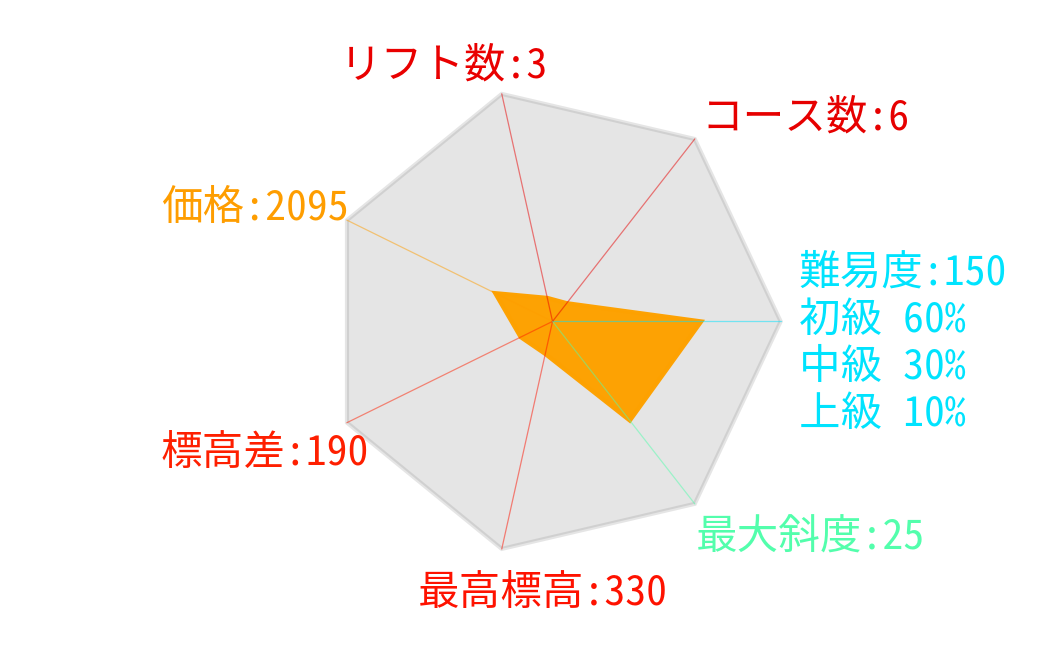 リフト数:3
コース数:6
価格:2095
難易度:150
初級 60%
中級 30%
上級 10%
標高差:190
最大斜度:25
最高標高:330